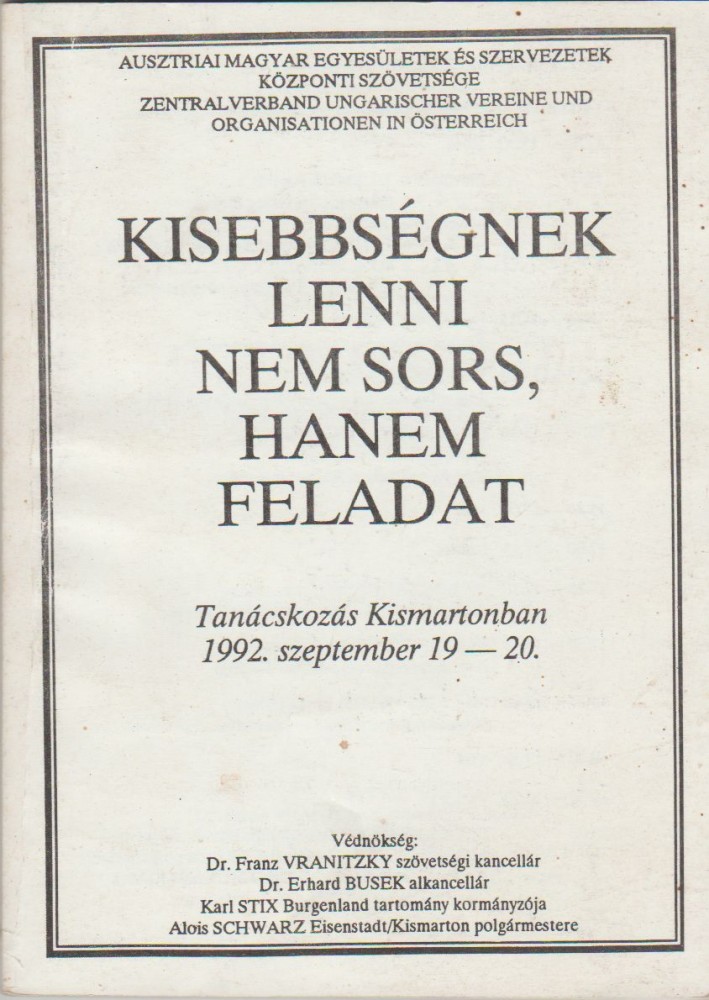 AUSZTRIAI MAGYAR EGYESÜLETEK ÉS SZERVEZETEK
KÖZPONTI SZÖVETSÉGE
ZENTRALVERBAND UNGARISCHER VEREINE UND
ORGANISATIONEN IN ÖSTERREICH
KISEBBSÉGNEK
LENNI
NEM SORS,
HANEM
FELADAT
Tanácskozás Kismartonban
1992. szeptember 19 — 20.
Védnökség:
Dr. Franz VRANITZKY szövetségi kancellár
Dr. Erhard BUSEK alkancellár
Karl STIX Burgenland tartomány kormányzója
Alois SCHWARZ Eisenstadt/Kismarton polgármestere